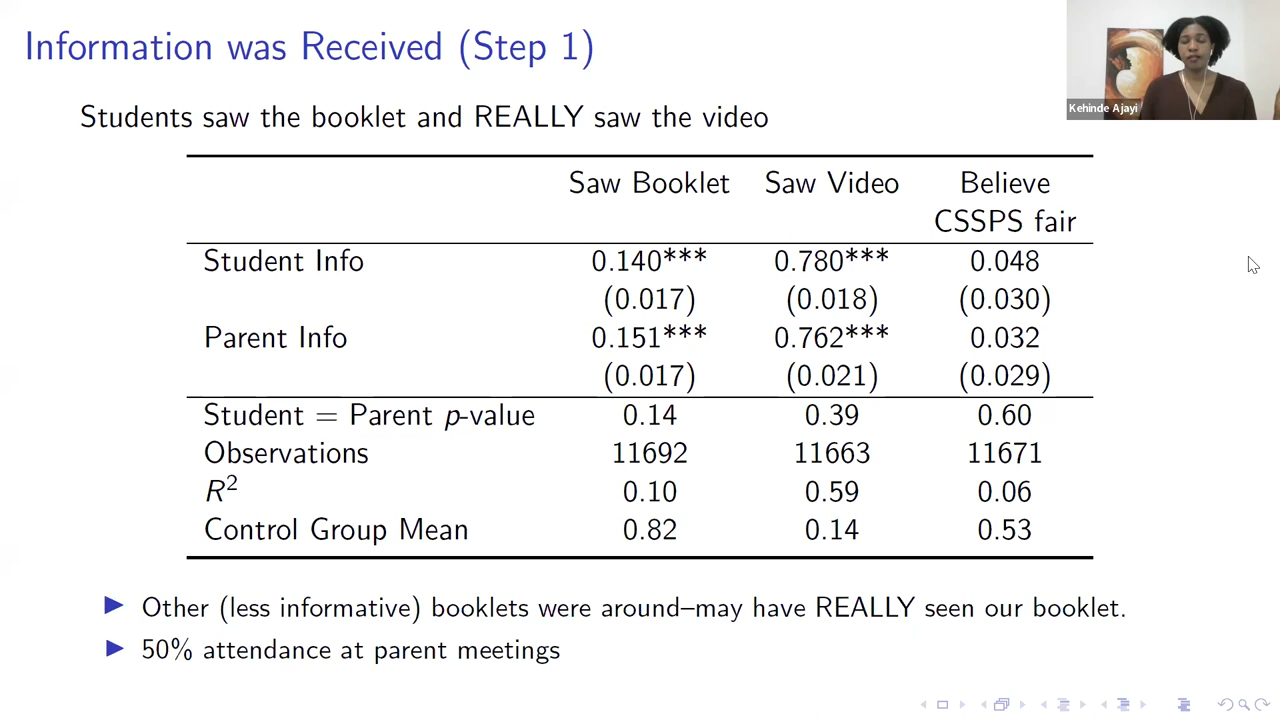 Information was Received (Step 1)
Kehinde Ajayi
Students saw the booklet and REALLY saw the video
Saw Booklet Saw Video Believe
CSSPS fair
Student Info 0.140*** 0.780*** 0.048
(0.017) (0.018) (0.030)
Parent Info 0.151*** 0.762*** 0.032
(0.017) (0.021) (0.029)
Student = Parent p-value 0.14 0.39 0.60
Observations 11692 11663 11671
R² 0.10 0.59 0.06
Control Group Mean 0.82 0.14 0.53
Other (less informative) booklets were around–may have REALLY seen our booklet.
50% attendance at parent meetings